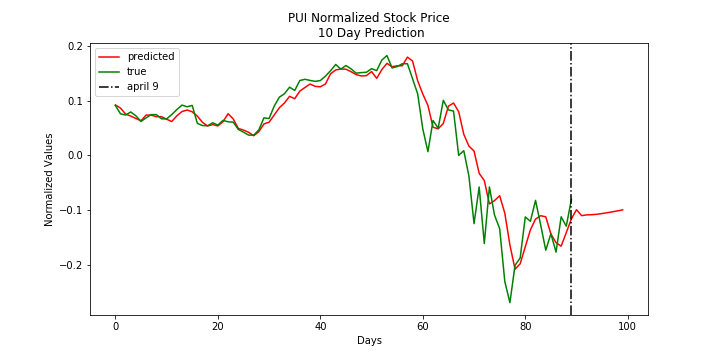 PUI Normalized Stock Price
10 Day Prediction
predicted
true
april 9
Normalized Values
0.2
0.1
0.0
−0.1
−0.2
0
20
40
60
80
100
Days